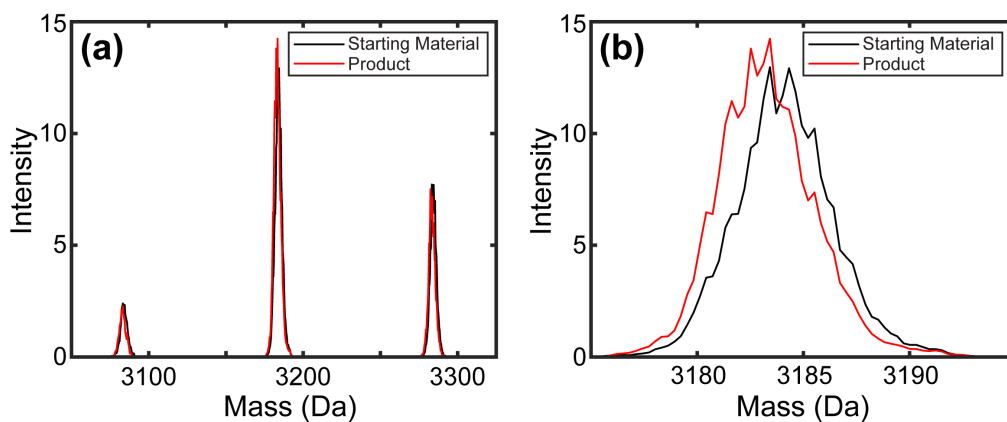 (a)
Starting Material
Product
Intensity
15
10
5
0
3100
3200
3300
Mass (Da)
(b)
Starting Material
Product
Intensity
15
10
5
0
3180
3185
3190
Mass (Da)